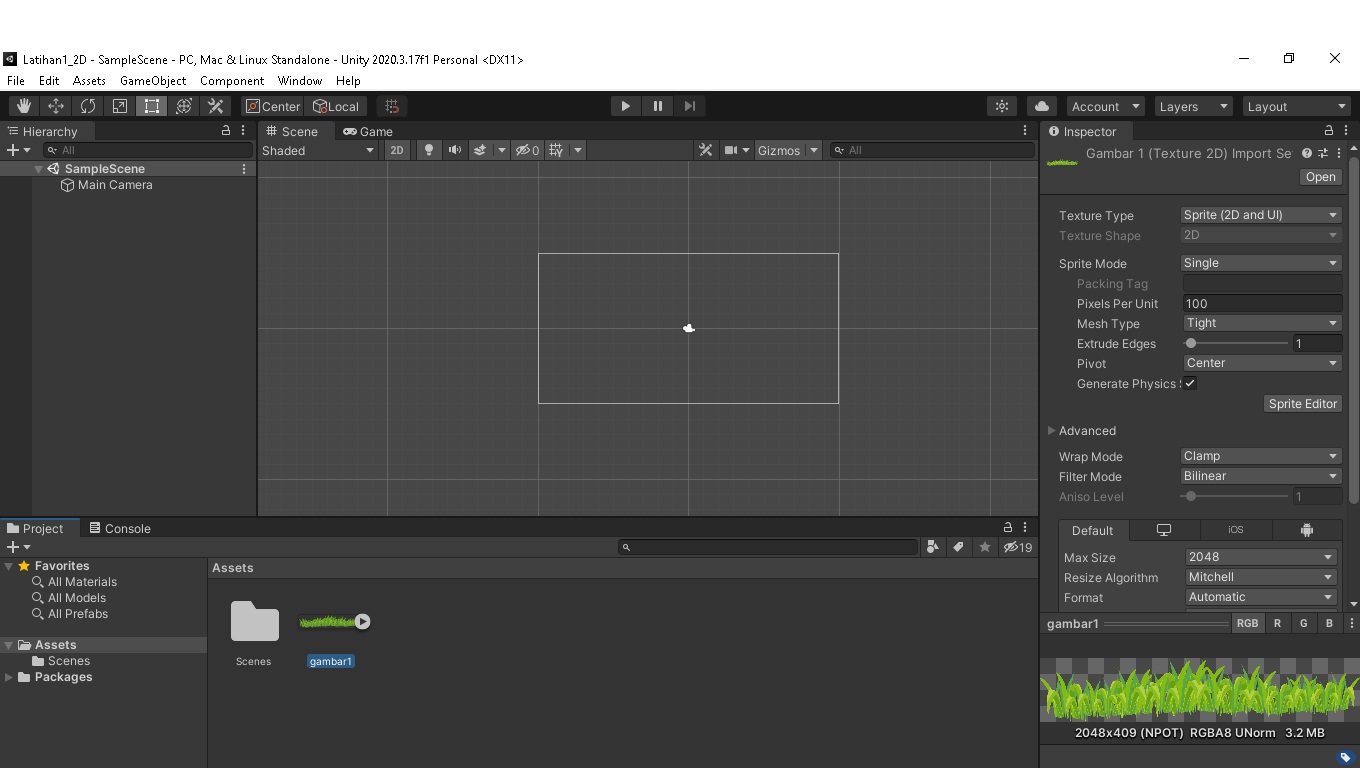 Latihan1_2D - SampleScene - PC, Mac & Linux Standalone - Unity 2020.3.17f1 Personal <DX11>
File Edit Assets GameObject Component Window Help
Center Local Account Layers Layout
Hierarchy
All
SampleScene
Main Camera
Scene Game
Shaded 2D 0 Gizmos All
Inspector
Gambar 1 (Texture 2D) Import Se
Open
Texture Type Sprite (2D and UI)
Texture Shape 2D
Sprite Mode Single
Packing Tag
Pixels Per Unit 100
Mesh Type Tight
Extrude Edges 1
Pivot Center
Generate Physics S
Sprite Editor
Advanced
Wrap Mode Clamp
Filter Mode Bilinear
Aniso Level 1
Default iOS
Max Size 2048
Resize Algorithm Mitchell
Format Automatic
gambar1 RGB R G B
2048x409 (NPOT) RGBA8 UNorm 3.2 MB
Project Console
19
Favorites
All Materials
All Models
All Prefabs
Assets
Scenes
Packages
Assets
Scenes gambar1